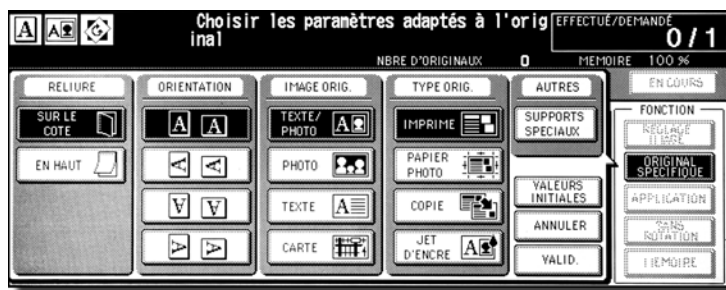 A A
Choisir les paramètres adaptés à l'orig
inal
EFFECTUÉ/DEMANDÉ
0/1
NBRE D'ORIGINAUX 0 MEMOIRE 100 %
RELIURE
SUR LE
COTE
EN HAUT
ORIENTATION
A A
A A
A A
A A
IMAGE ORIG.
TEXTE/
PHOTO A
PHOTO
TEXTE A
CARTE
TYPE ORIG.
IMPRIME
PAPIER
PHOTO
COPIE
JET
D'ENCRE A
AUTRES
SUPPORTS
SPECIAUX
VALEURS
INITIALES
ANNULER
VALID.
EN COURS
FONCTION
REGLAGE
IMAGE
ORIGINAL
SPECIFIQUE
APPLICATION
SANS
ROTATION
MEMOIRE